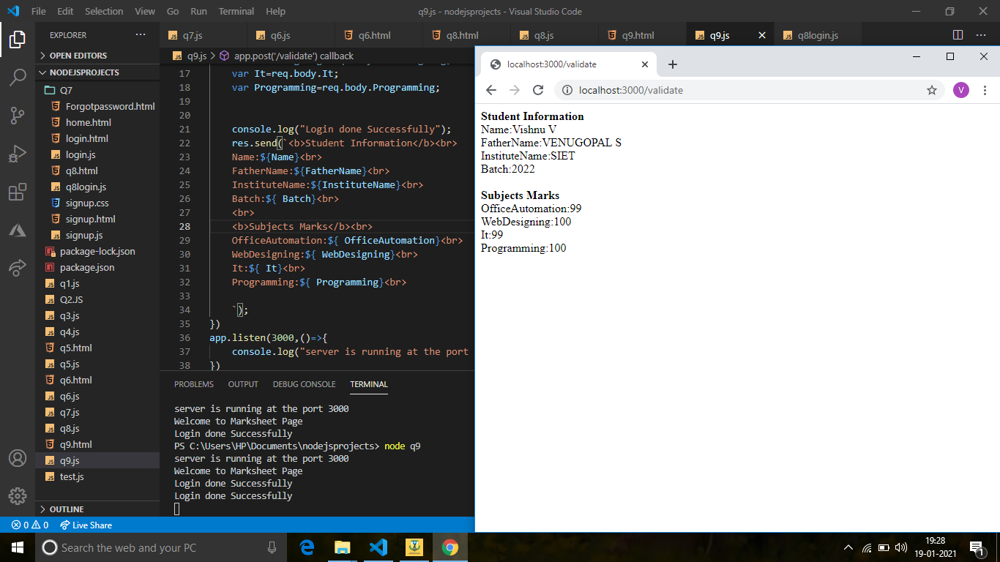 File Edit Selection View Go Run Terminal Help q9.js - nodejsprojects - Visual Studio Code
EXPLORER
OPEN EDITORS
NODEJSPROJECTS
Q7
Forgotpassword.html
home.html
login.html
login.js
q8.html
q8login.js
signup.css
signup.html
signup.js
package-lock.json
package.json
q1.js
Q2.JS
q3.js
q4.js
q5.html
q5.js
q6.html
q6.js
q7.js
q8.js
q9.html
q9.js
test.js
OUTLINE
q7.js q6.js q6.html q8.html q8.js q9.html q9.js q8login.js
q9.js > app.post('/validate') callback
17 var It=req.body.It;
18 var Programming=req.body.Programming;
19
20
21 console.log("Login done Successfully");
22 res.send(`<b>Student Information</b><br>
23 Name:${Name}<br>
24 FatherName:${FatherName}<br>
25 InstituteName:${InstituteName}<br>
26 Batch:${ Batch}<br>
27 <br>
28 <b>Subjects Marks</b><br>
29 OfficeAutomation:${ OfficeAutomation}<br>
30 WebDesigning:${ WebDesigning}<br>
31 It:${ It}<br>
32 Programming:${ Programming}<br>
33
34 `);
35 })
36 app.listen(3000,()=>{
37 console.log("server is running at the port
38 })
PROBLEMS OUTPUT DEBUG CONSOLE TERMINAL
server is running at the port 3000
Welcome to Marksheet Page
Login done Successfully
PS C:\Users\HP\Documents\nodejsprojects> node q9
server is running at the port 3000
Welcome to Marksheet Page
Login done Successfully
Login done Successfully
0 0 Live Share
localhost:3000/validate
localhost:3000/validate
V
Student Information
Name:Vishnu V
FatherName:VENUGOPAL S
InstituteName:SIET
Batch:2022
Subjects Marks
OfficeAutomation:99
WebDesigning:100
It:99
Programming:100
Search the web and your PC
19:28
19-01-2021
1